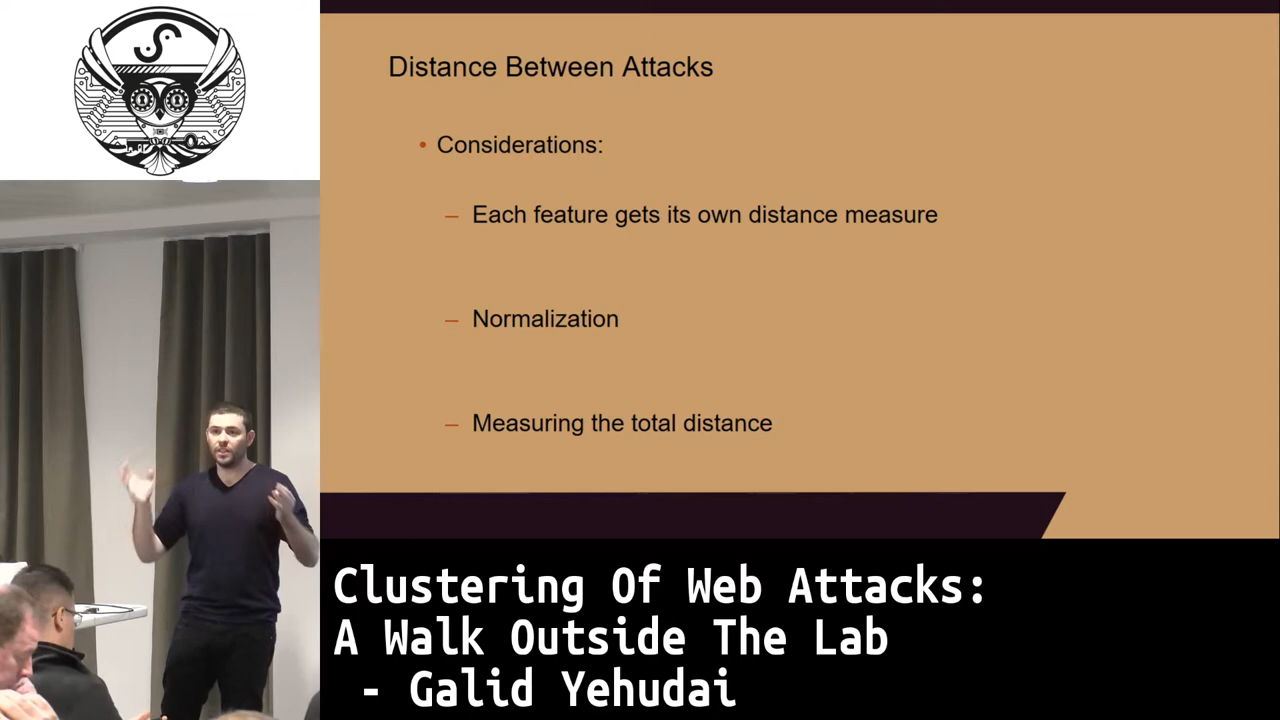 Distance Between Attacks
• Considerations:
– Each feature gets its own distance measure
– Normalization
– Measuring the total distance
Clustering Of Web Attacks:
A Walk Outside The Lab
- Galid Yehudai